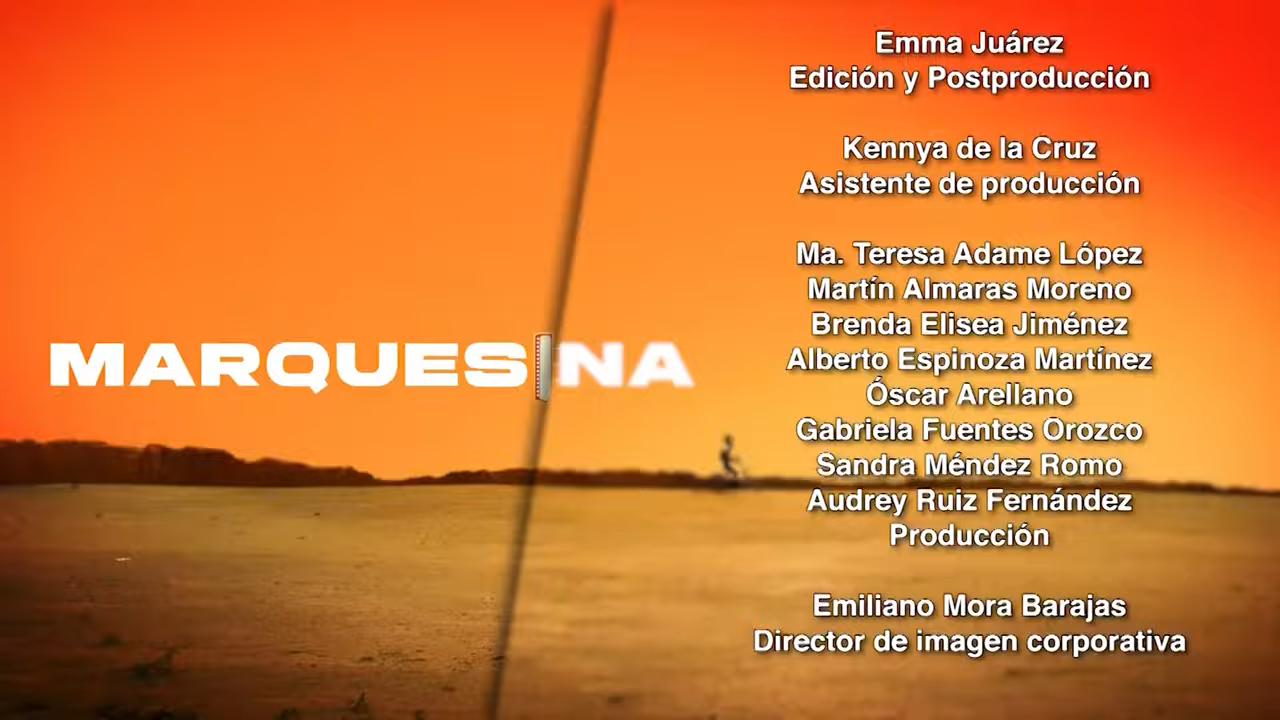 MARQUESINA
Emma Juárez
Edición y Postproducción
Kennya de la Cruz
Asistente de producción
Ma. Teresa Adame López
Martín Almaras Moreno
Brenda Elisea Jiménez
Alberto Espinoza Martínez
Óscar Arellano
Gabriela Fuentes Orozco
Sandra Méndez Romo
Audrey Ruiz Fernández
Producción
Emiliano Mora Barajas
Director de imagen corporativa